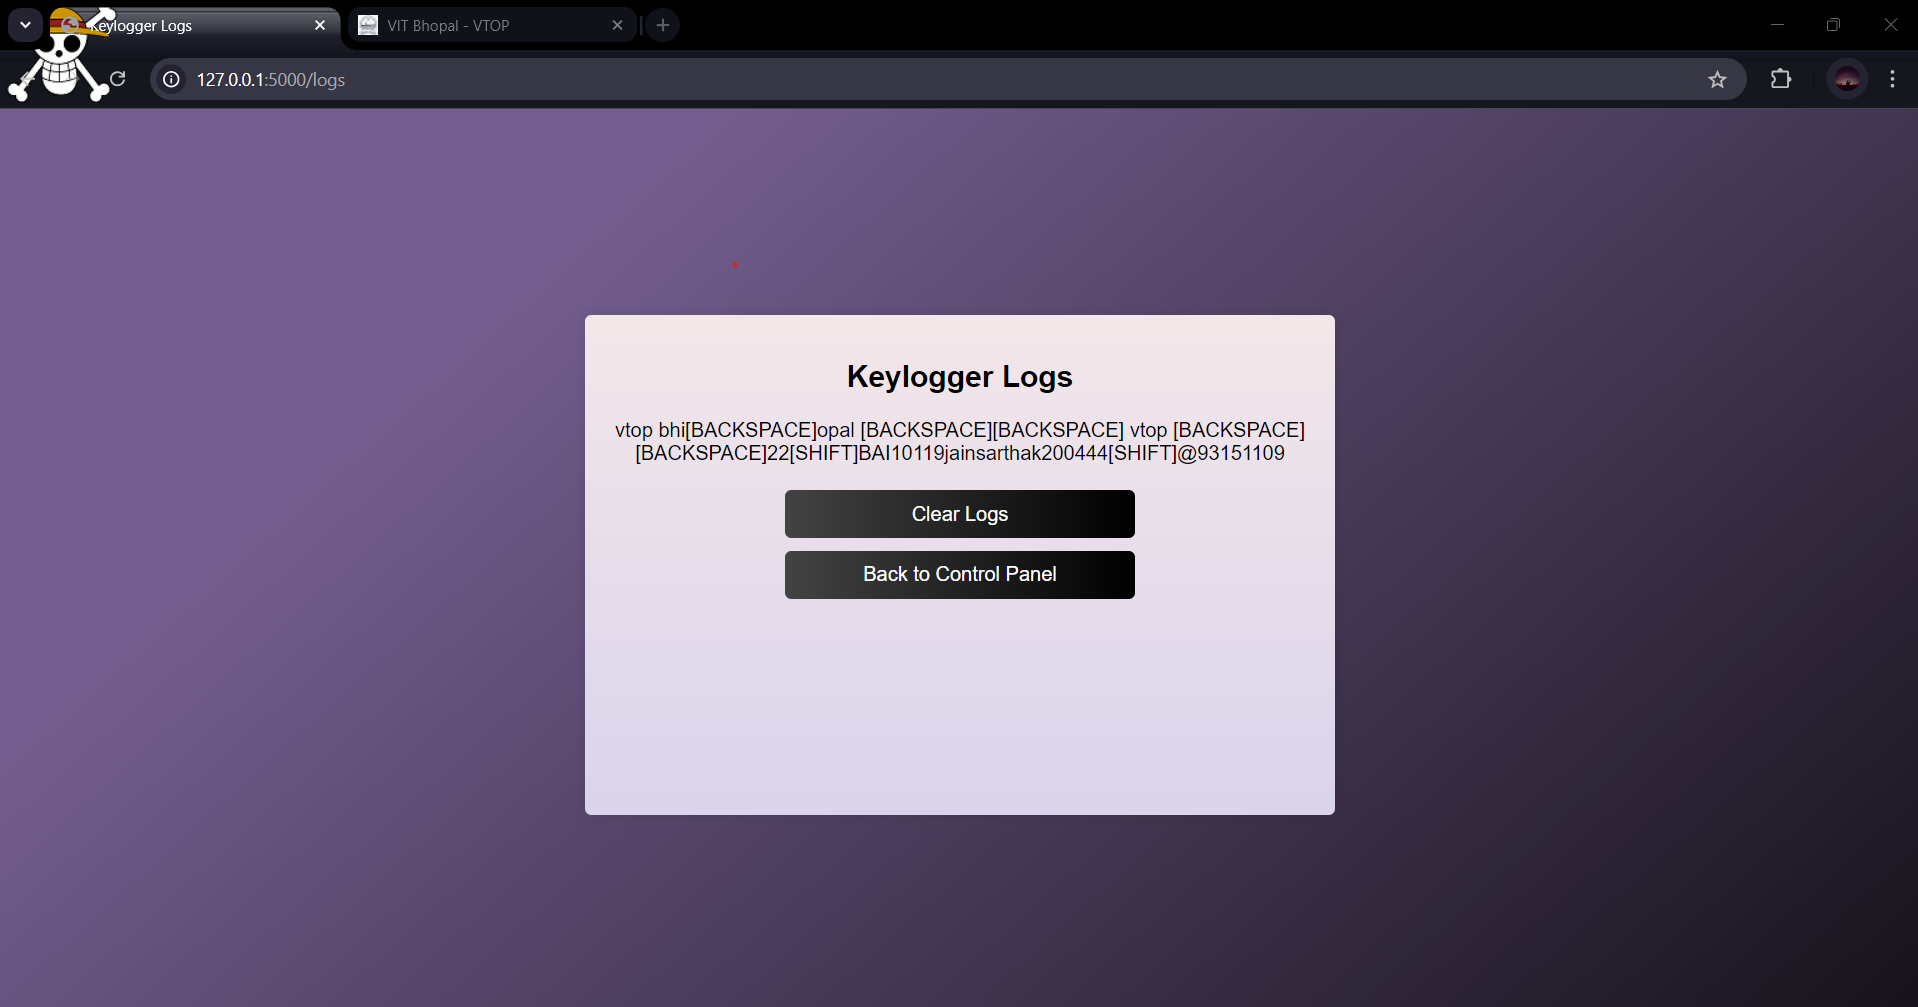 Keylogger Logs
VIT Bhopal - VTOP
127.0.0.1:5000/logs
Keylogger Logs
vtop bhi[BACKSPACE]opal [BACKSPACE][BACKSPACE] vtop [BACKSPACE]
[BACKSPACE]22[SHIFT]BAI10119jainsarthak200444[SHIFT]@93151109
Clear Logs
Back to Control Panel